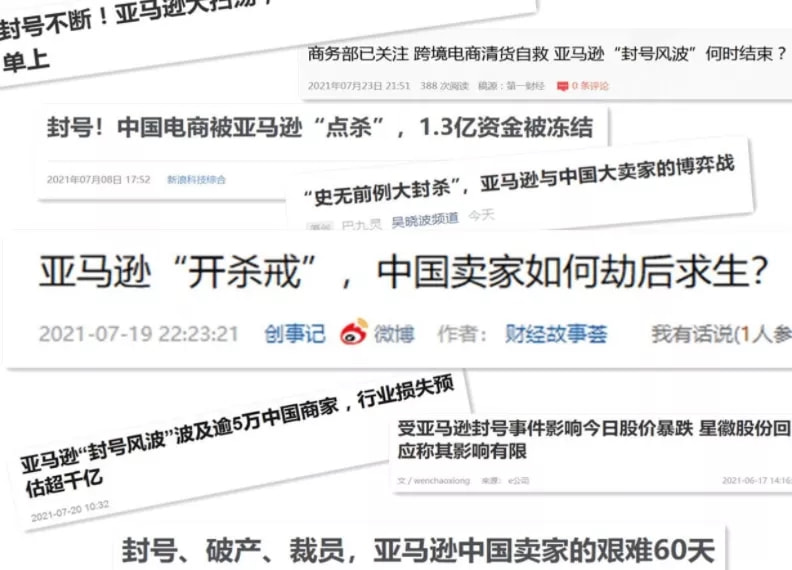 封号不断！亚马逊大扫荡，
单上
商务部已关注 跨境电商清货自救 亚马逊“封号风波”何时结束？
2021年07月23日 21:51 388 次阅读 稿源：第一财经 0 条评论
封号！中国电商被亚马逊“点杀”，1.3亿资金被冻结
2021年07月08日 17:52 新浪科技综合
“史无前例大封杀”，亚马逊与中国大卖家的博弈战
巴九灵 吴晓波频道 今天
亚马逊“开杀戒”，中国卖家如何劫后求生？
2021-07-19 22:23:21 创事记 微博 作者： 财经故事荟 我有话说(1人参
亚马逊“封号风波”波及逾5万中国商家，行业损失预
估超千亿
2021-07-20 10:32
受亚马逊封号事件影响今日股价暴跌 星徽股份回
应称其影响有限
文 / wenchaoxiong 来源： e公司 2021-06-17 14:16
封号、破产、裁员，亚马逊中国卖家的艰难60天